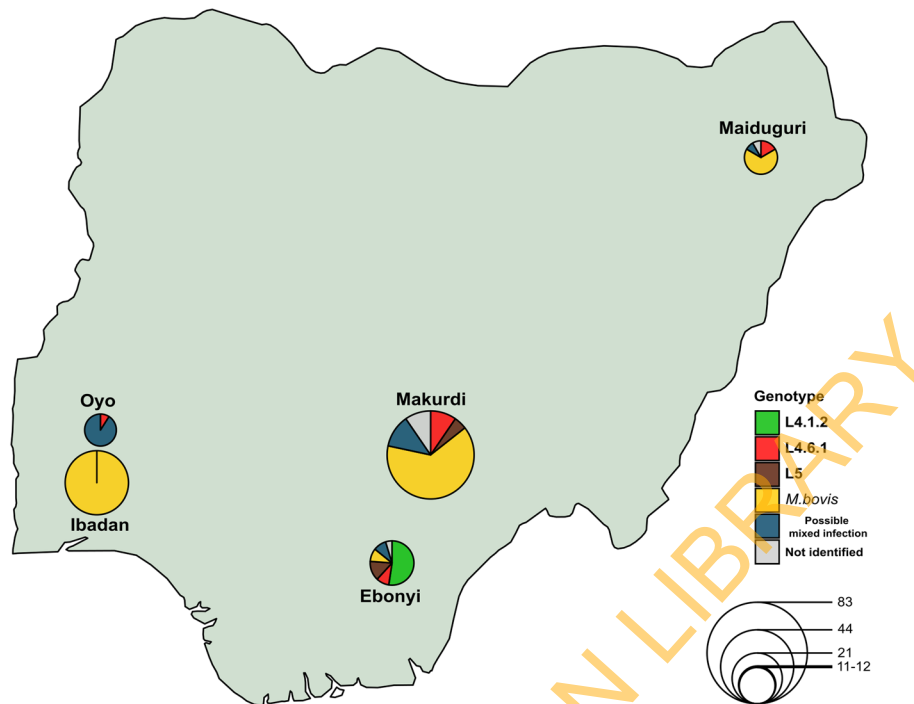 Maiduguri
Oyo
Makurdi
Ibadan
Ebonyi
Genotype
L4.1.2
L4.6.1
L5
M.bovis
Possible
mixed infection
Not identified
83
44
21
11-12
N LIBRARY